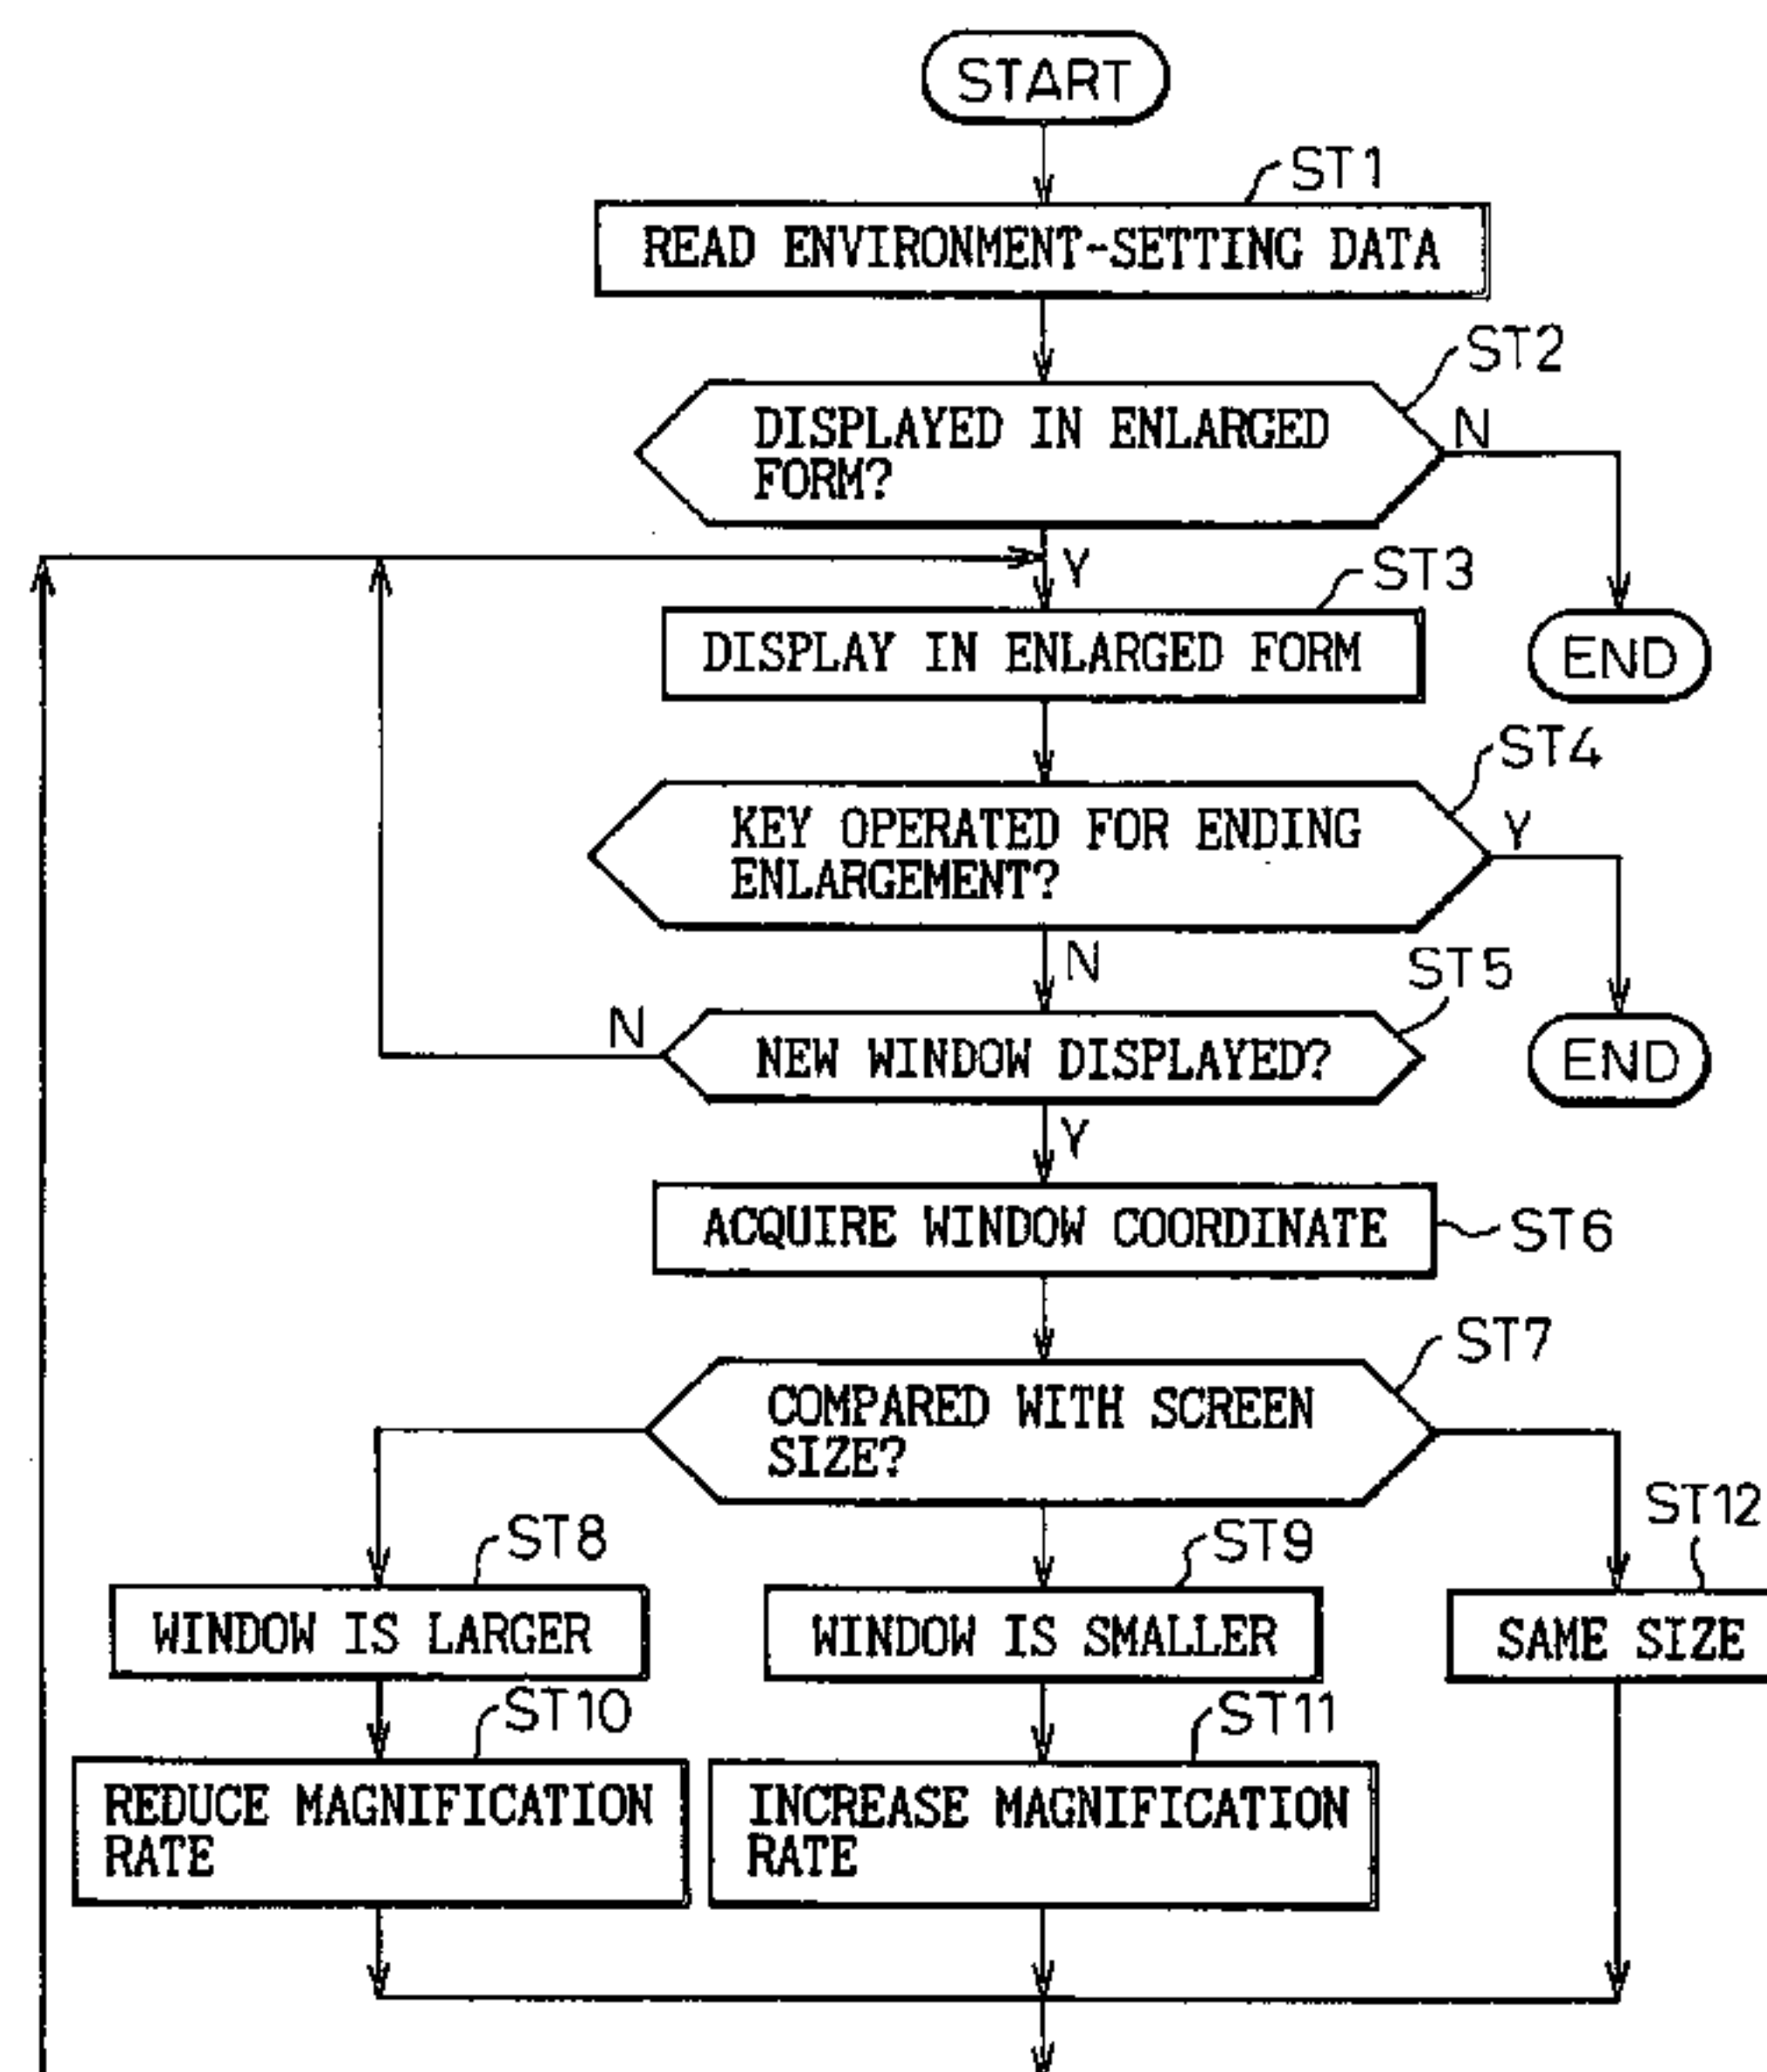 START
ST1
READ ENVIRONMENT-SETTING DATA
ST2
DISPLAYED IN ENLARGED
FORM?
N
Y
ST3
DISPLAY IN ENLARGED FORM
END
ST4
KEY OPERATED FOR ENDING
ENLARGEMENT?
Y
N
ST5
N
NEW WINDOW DISPLAYED?
END
Y
ACQUIRE WINDOW COORDINATE
ST6
ST7
COMPARED WITH SCREEN
SIZE?
ST8
ST9
ST12
WINDOW IS LARGER
WINDOW IS SMALLER
SAME SIZE
ST10
ST11
REDUCE MAGNIFICATION
RATE
INCREASE MAGNIFICATION
RATE